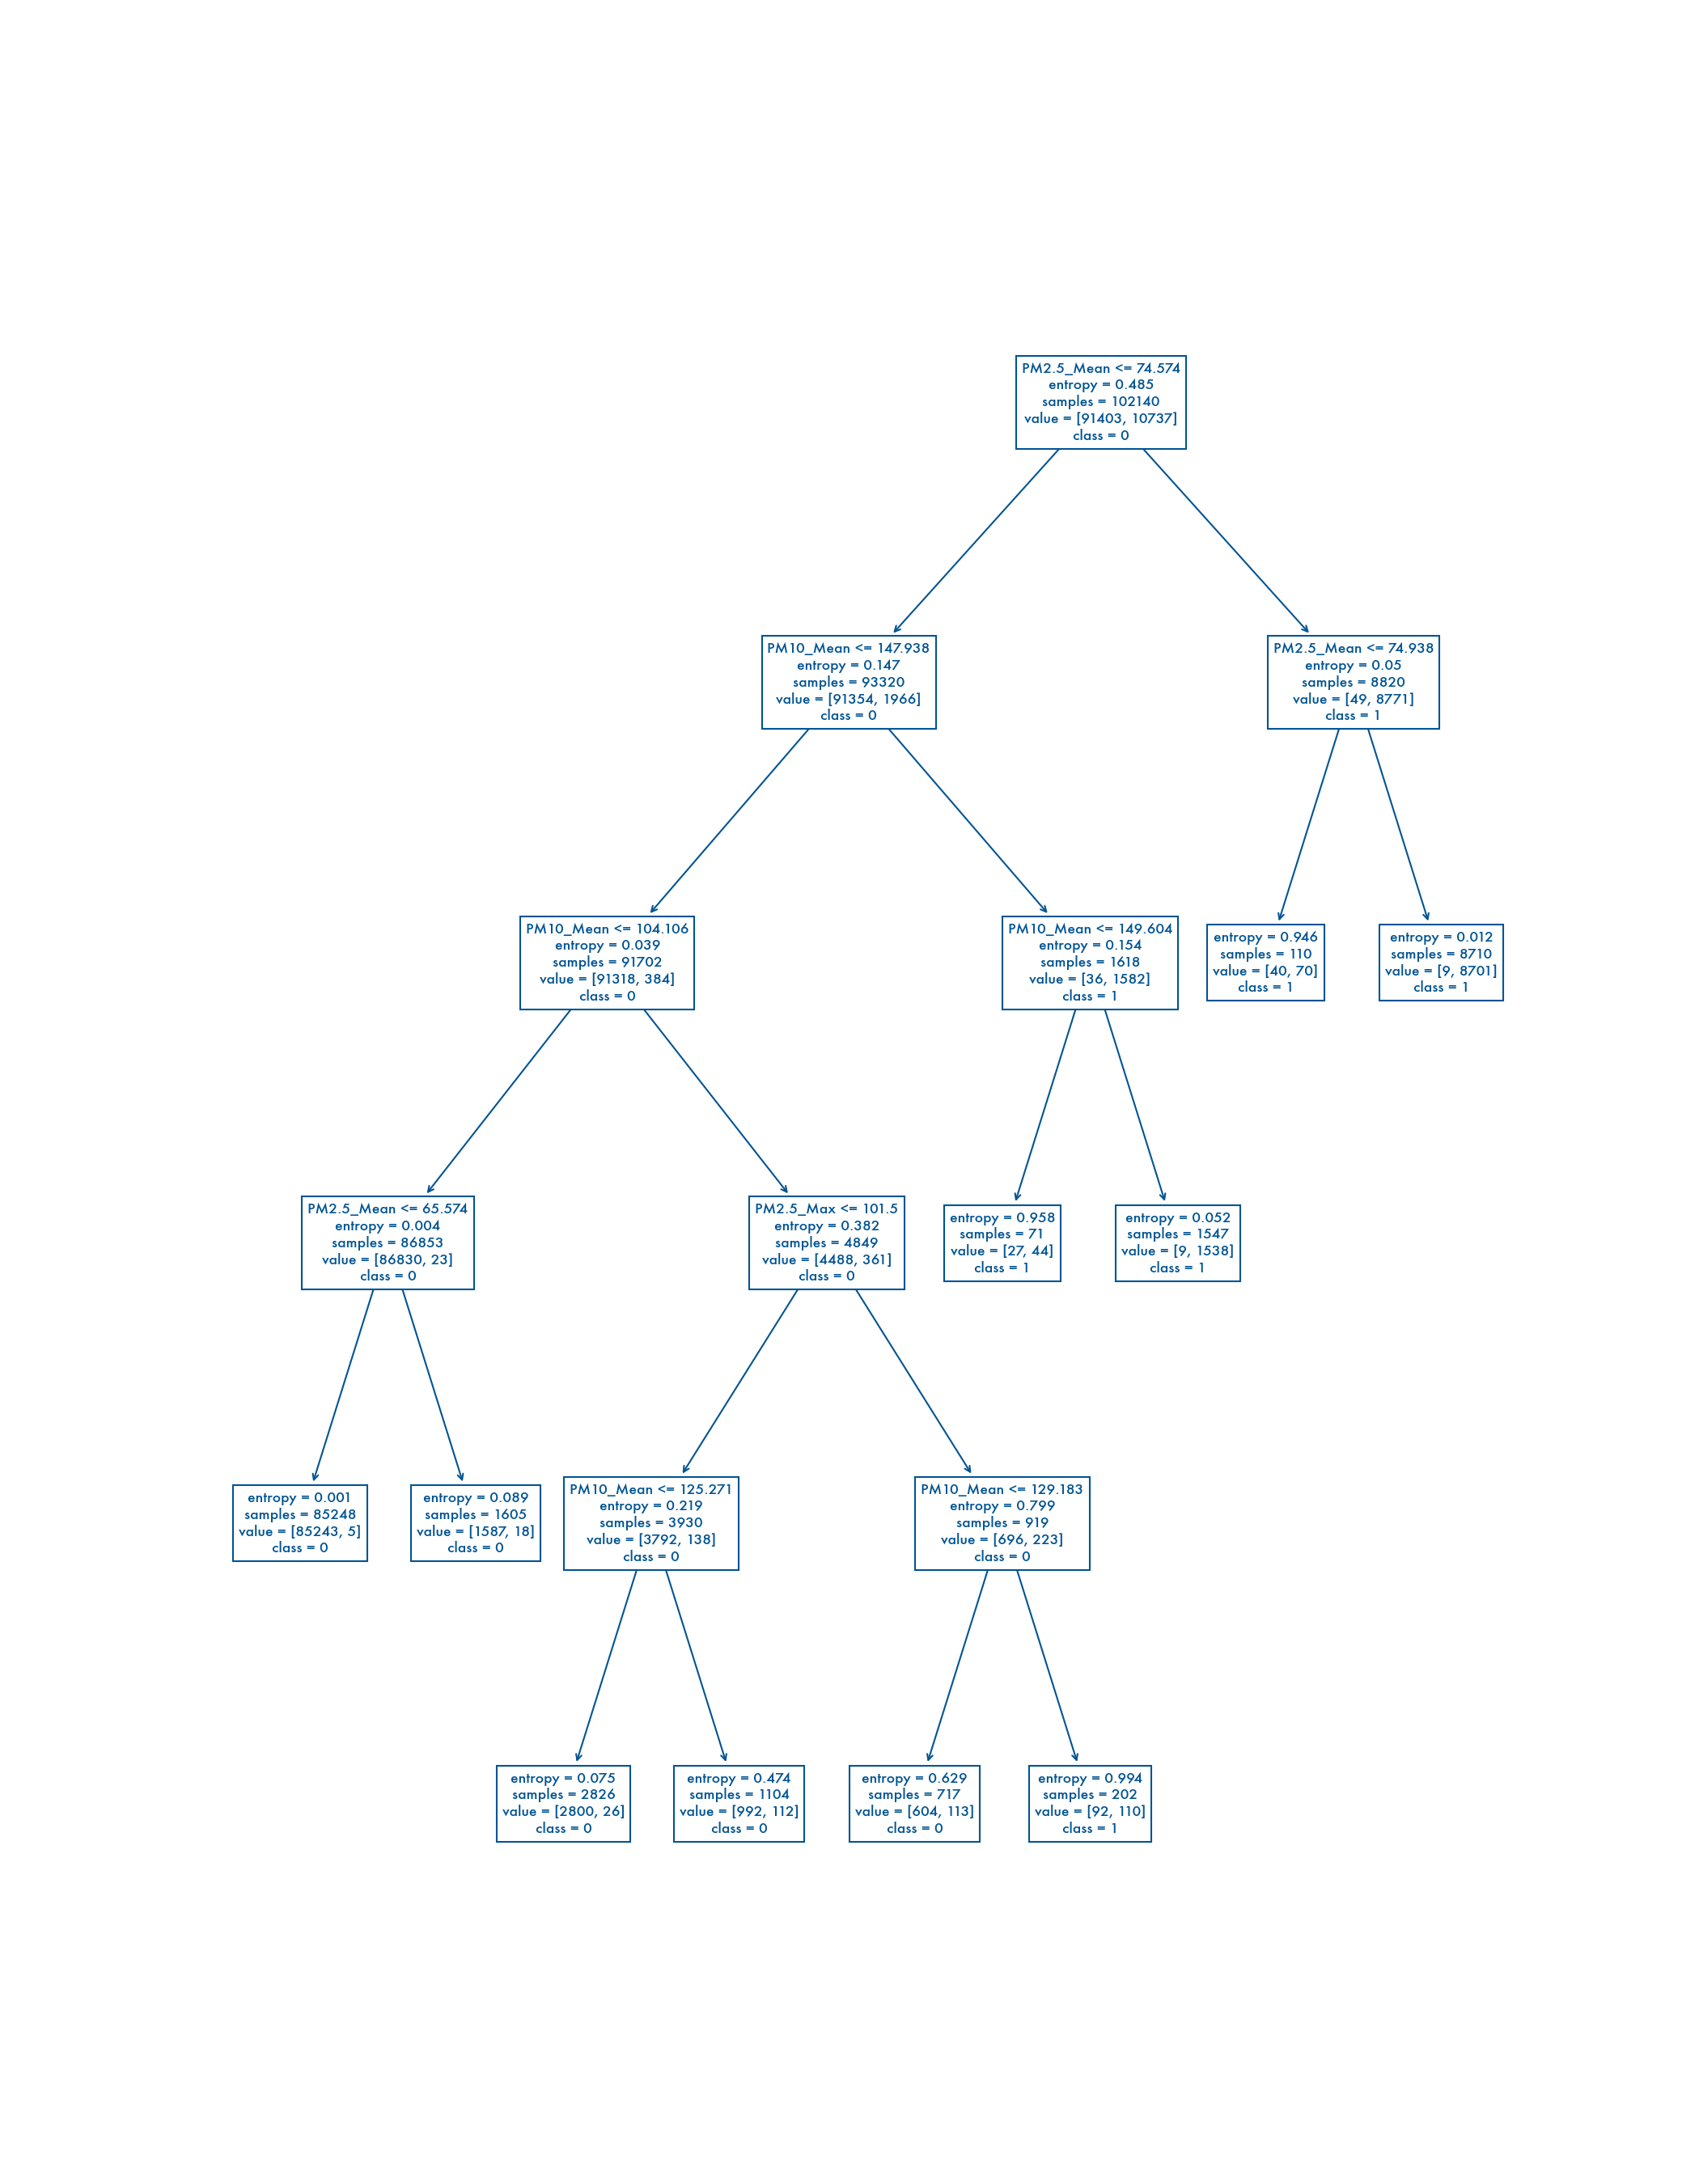 PM2.5_Mean <= 74.574
entropy = 0.485
samples = 102140
value = [91403, 10737]
class = 0
PM10_Mean <= 147.938
entropy = 0.147
samples = 93320
value = [91354, 1966]
class = 0
PM2.5_Mean <= 74.938
entropy = 0.05
samples = 8820
value = [49, 8771]
class = 1
PM10_Mean <= 104.106
entropy = 0.039
samples = 91702
value = [91318, 384]
class = 0
PM10_Mean <= 149.604
entropy = 0.154
samples = 1618
value = [36, 1582]
class = 1
entropy = 0.946
samples = 110
value = [40, 70]
class = 1
entropy = 0.012
samples = 8710
value = [9, 8701]
class = 1
PM2.5_Mean <= 65.574
entropy = 0.004
samples = 86853
value = [86830, 23]
class = 0
PM2.5_Max <= 101.5
entropy = 0.382
samples = 4849
value = [4488, 361]
class = 0
entropy = 0.958
samples = 71
value = [27, 44]
class = 1
entropy = 0.052
samples = 1547
value = [9, 1538]
class = 1
entropy = 0.001
samples = 85248
value = [85243, 5]
class = 0
entropy = 0.089
samples = 1605
value = [1587, 18]
class = 0
PM10_Mean <= 125.271
entropy = 0.219
samples = 3930
value = [3792, 138]
class = 0
PM10_Mean <= 129.183
entropy = 0.799
samples = 919
value = [696, 223]
class = 0
entropy = 0.075
samples = 2826
value = [2800, 26]
class = 0
entropy = 0.474
samples = 1104
value = [992, 112]
class = 0
entropy = 0.629
samples = 717
value = [604, 113]
class = 0
entropy = 0.994
samples = 202
value = [92, 110]
class = 1